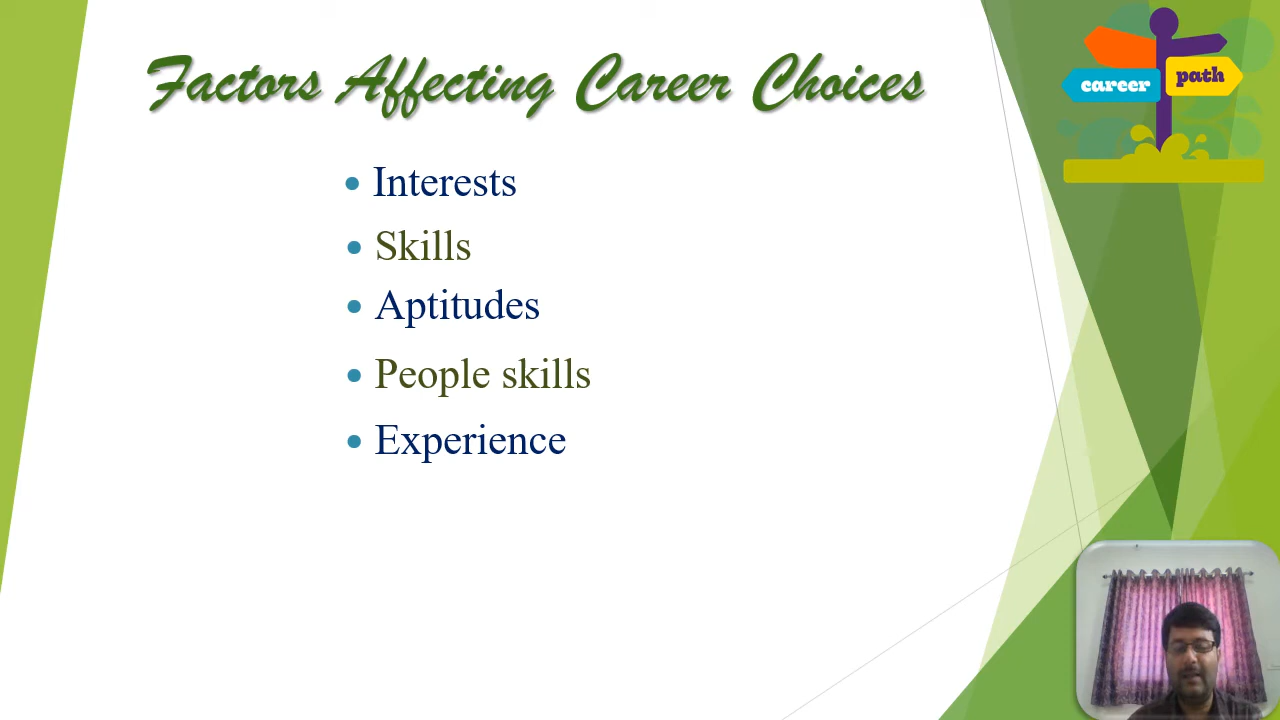 Factors Affecting Career Choices
career
path
• Interests
• Skills
• Aptitudes
• People skills
• Experience